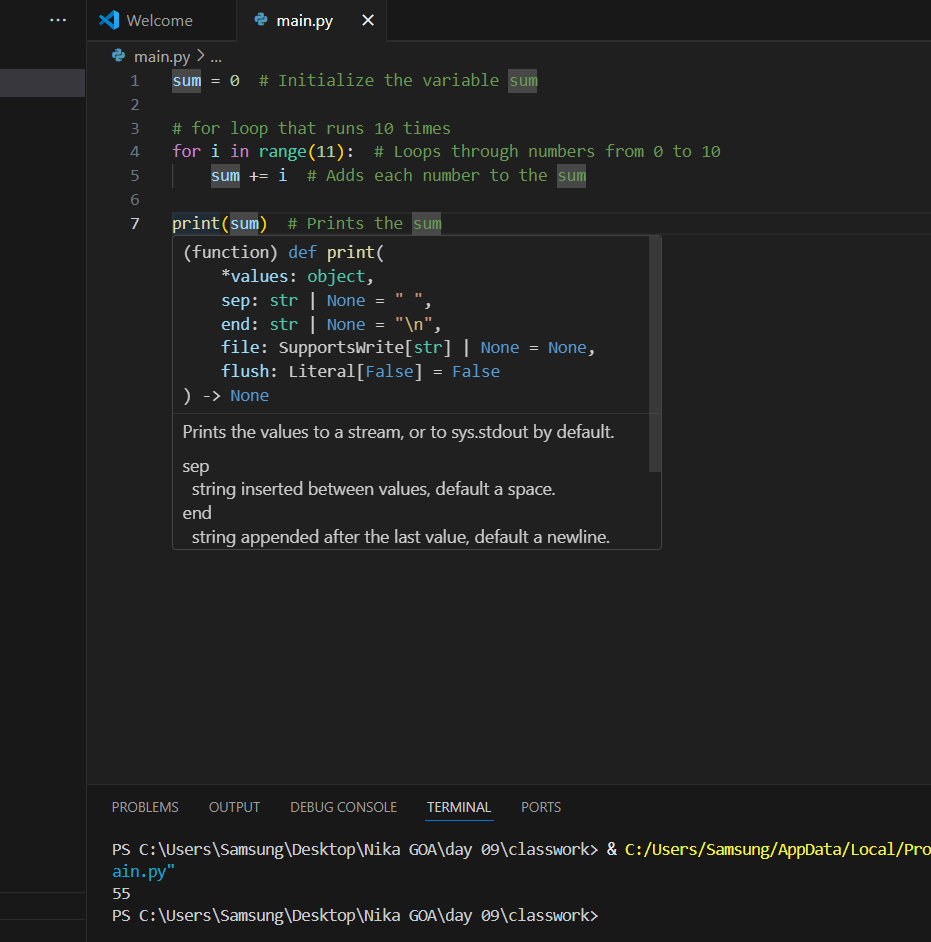 ··· Welcome main.py ×
main.py > ...
1 sum = 0  # Initialize the variable sum
2
3 # for loop that runs 10 times
4 for i in range(11):  # Loops through numbers from 0 to 10
5     sum += i  # Adds each number to the sum
6
7 print(sum)  # Prints the sum
(function) def print(
    *values: object,
    sep: str | None = " ",
    end: str | None = "\n",
    file: SupportsWrite[str] | None = None,
    flush: Literal[False] = False
) -> None
Prints the values to a stream, or to sys.stdout by default.
sep
  string inserted between values, default a space.
end
  string appended after the last value, default a newline.
PROBLEMS OUTPUT DEBUG CONSOLE TERMINAL PORTS
PS C:\Users\Samsung\Desktop\Nika GOA\day 09\classwork> & C:/Users/Samsung/AppData/Local/Pro
ain.py"
55
PS C:\Users\Samsung\Desktop\Nika GOA\day 09\classwork>